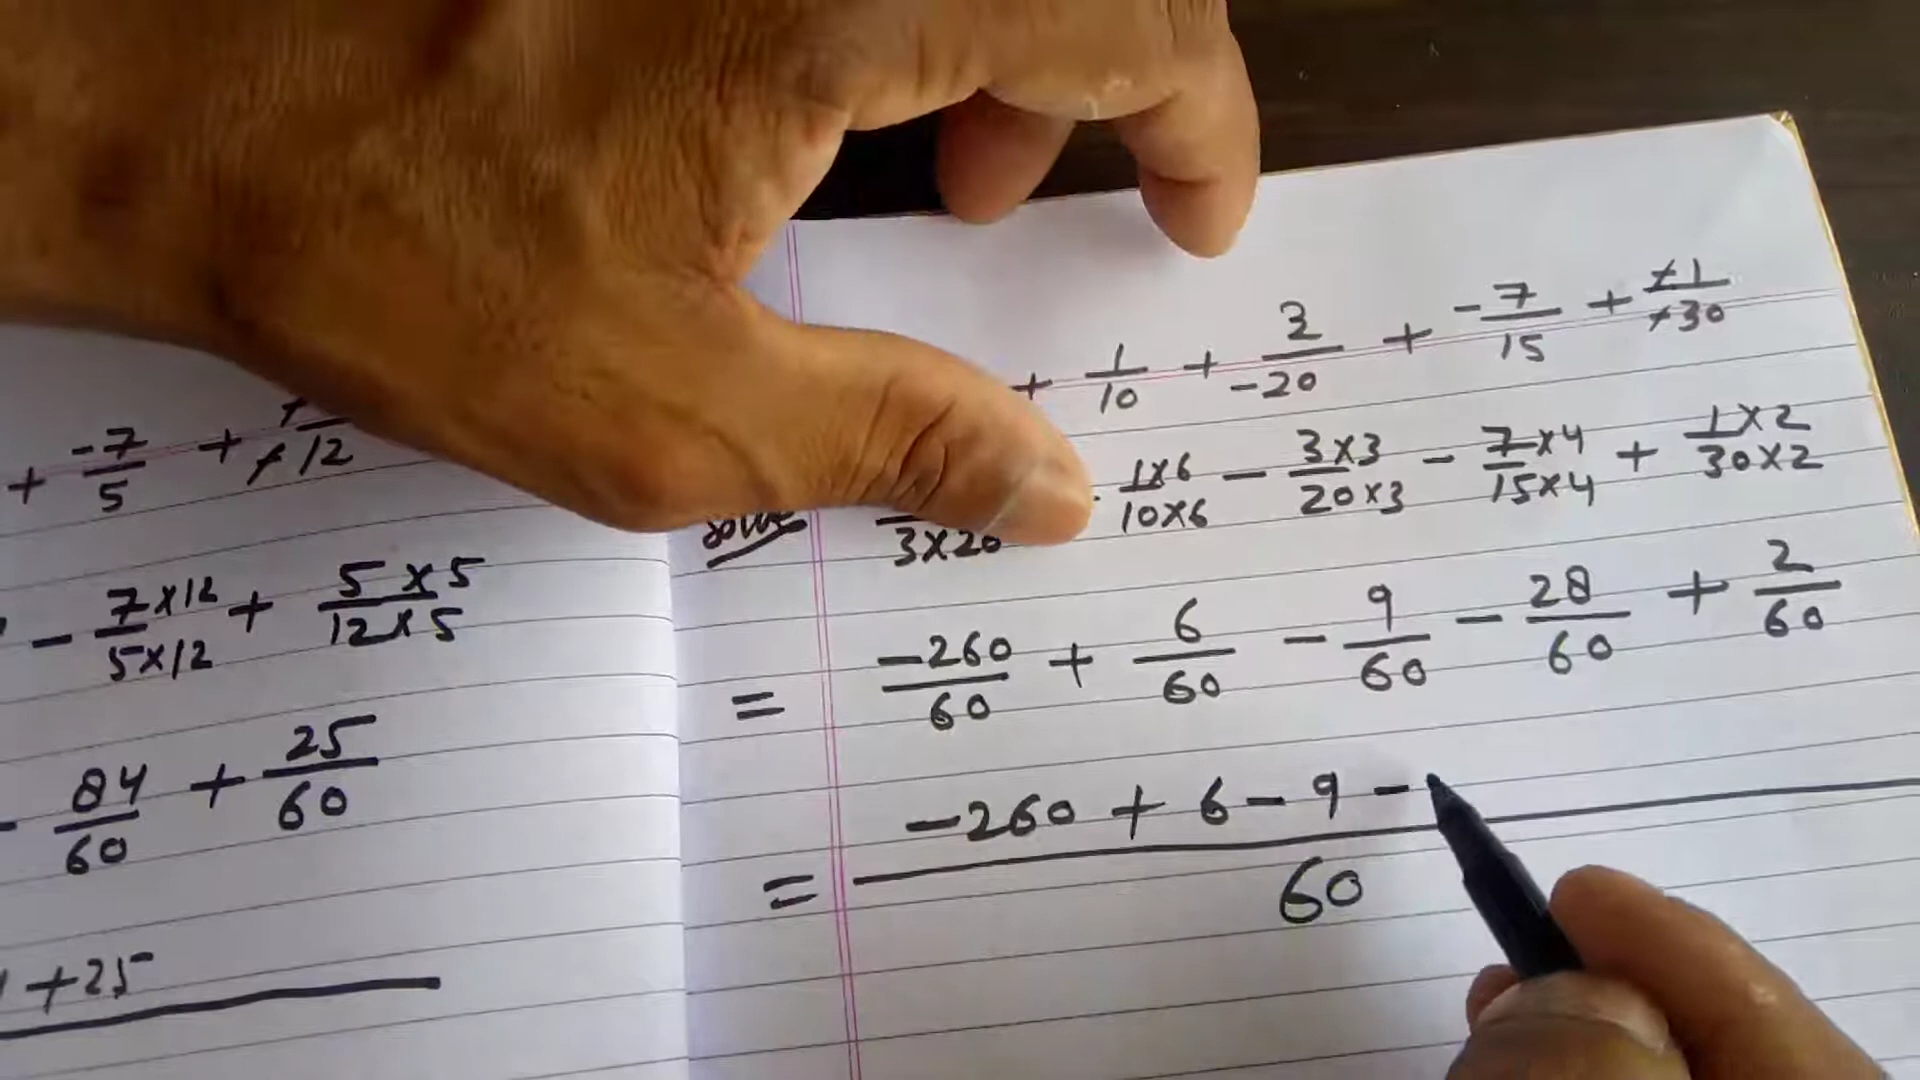 + -7/5 + /-12
- 7×12/5×12 + 5×5/12×5
- 84/60 + 25/60
+25
+ 1/10 + 3/-20 + -7/15 + -1/-30
Solve /3×20 1×6/10×6 - 3×3/20×3 - 7×4/15×4 + 1×2/30×2
= -260/60 + 6/60 - 9/60 - 28/60 + 2/60
= -260 + 6 - 9 - /60